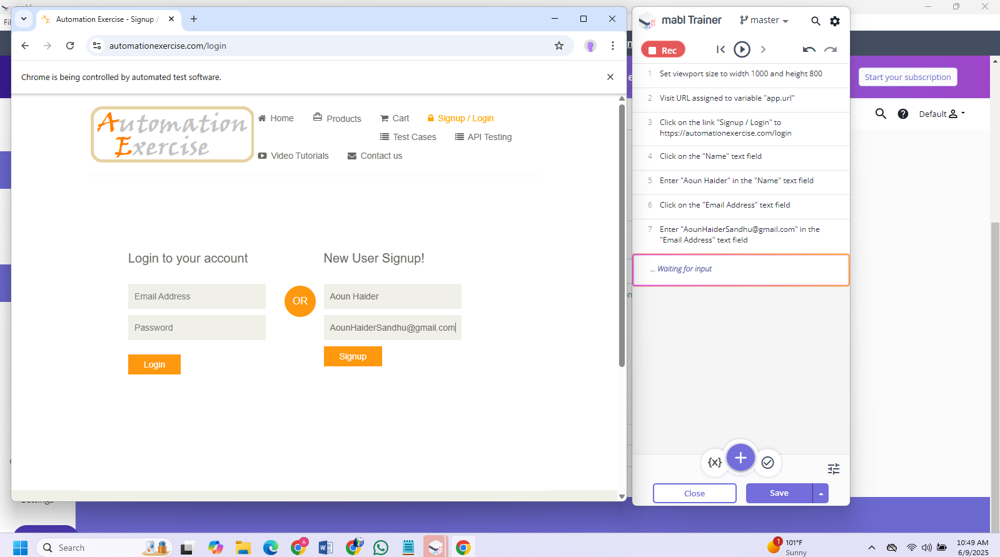 Automation Exercise - Signup /
automationexercise.com/login
Chrome is being controlled by automated test software.
Automation
Exercise
Home
Products
Cart
Signup / Login
Test Cases
API Testing
Video Tutorials
Contact us
Login to your account
Email Address
Password
Login
OR
New User Signup!
Aoun Haider
AounHaiderSandhu@gmail.com
Signup
mabl Trainer
master
Rec
1 Set viewport size to width 1000 and height 800
2 Visit URL assigned to variable "app.url"
3 Click on the link "Signup / Login" to
https://automationexercise.com/login
4 Click on the "Name" text field
5 Enter "Aoun Haider" in the "Name" text field
6 Click on the "Email Address" text field
7 Enter "AounHaiderSandhu@gmail.com" in the
"Email Address" text field
... Waiting for input
{x}
Close
Save
Start your subscription
Default
Search
A
1
101°F
Sunny
10:49 AM
6/9/2025